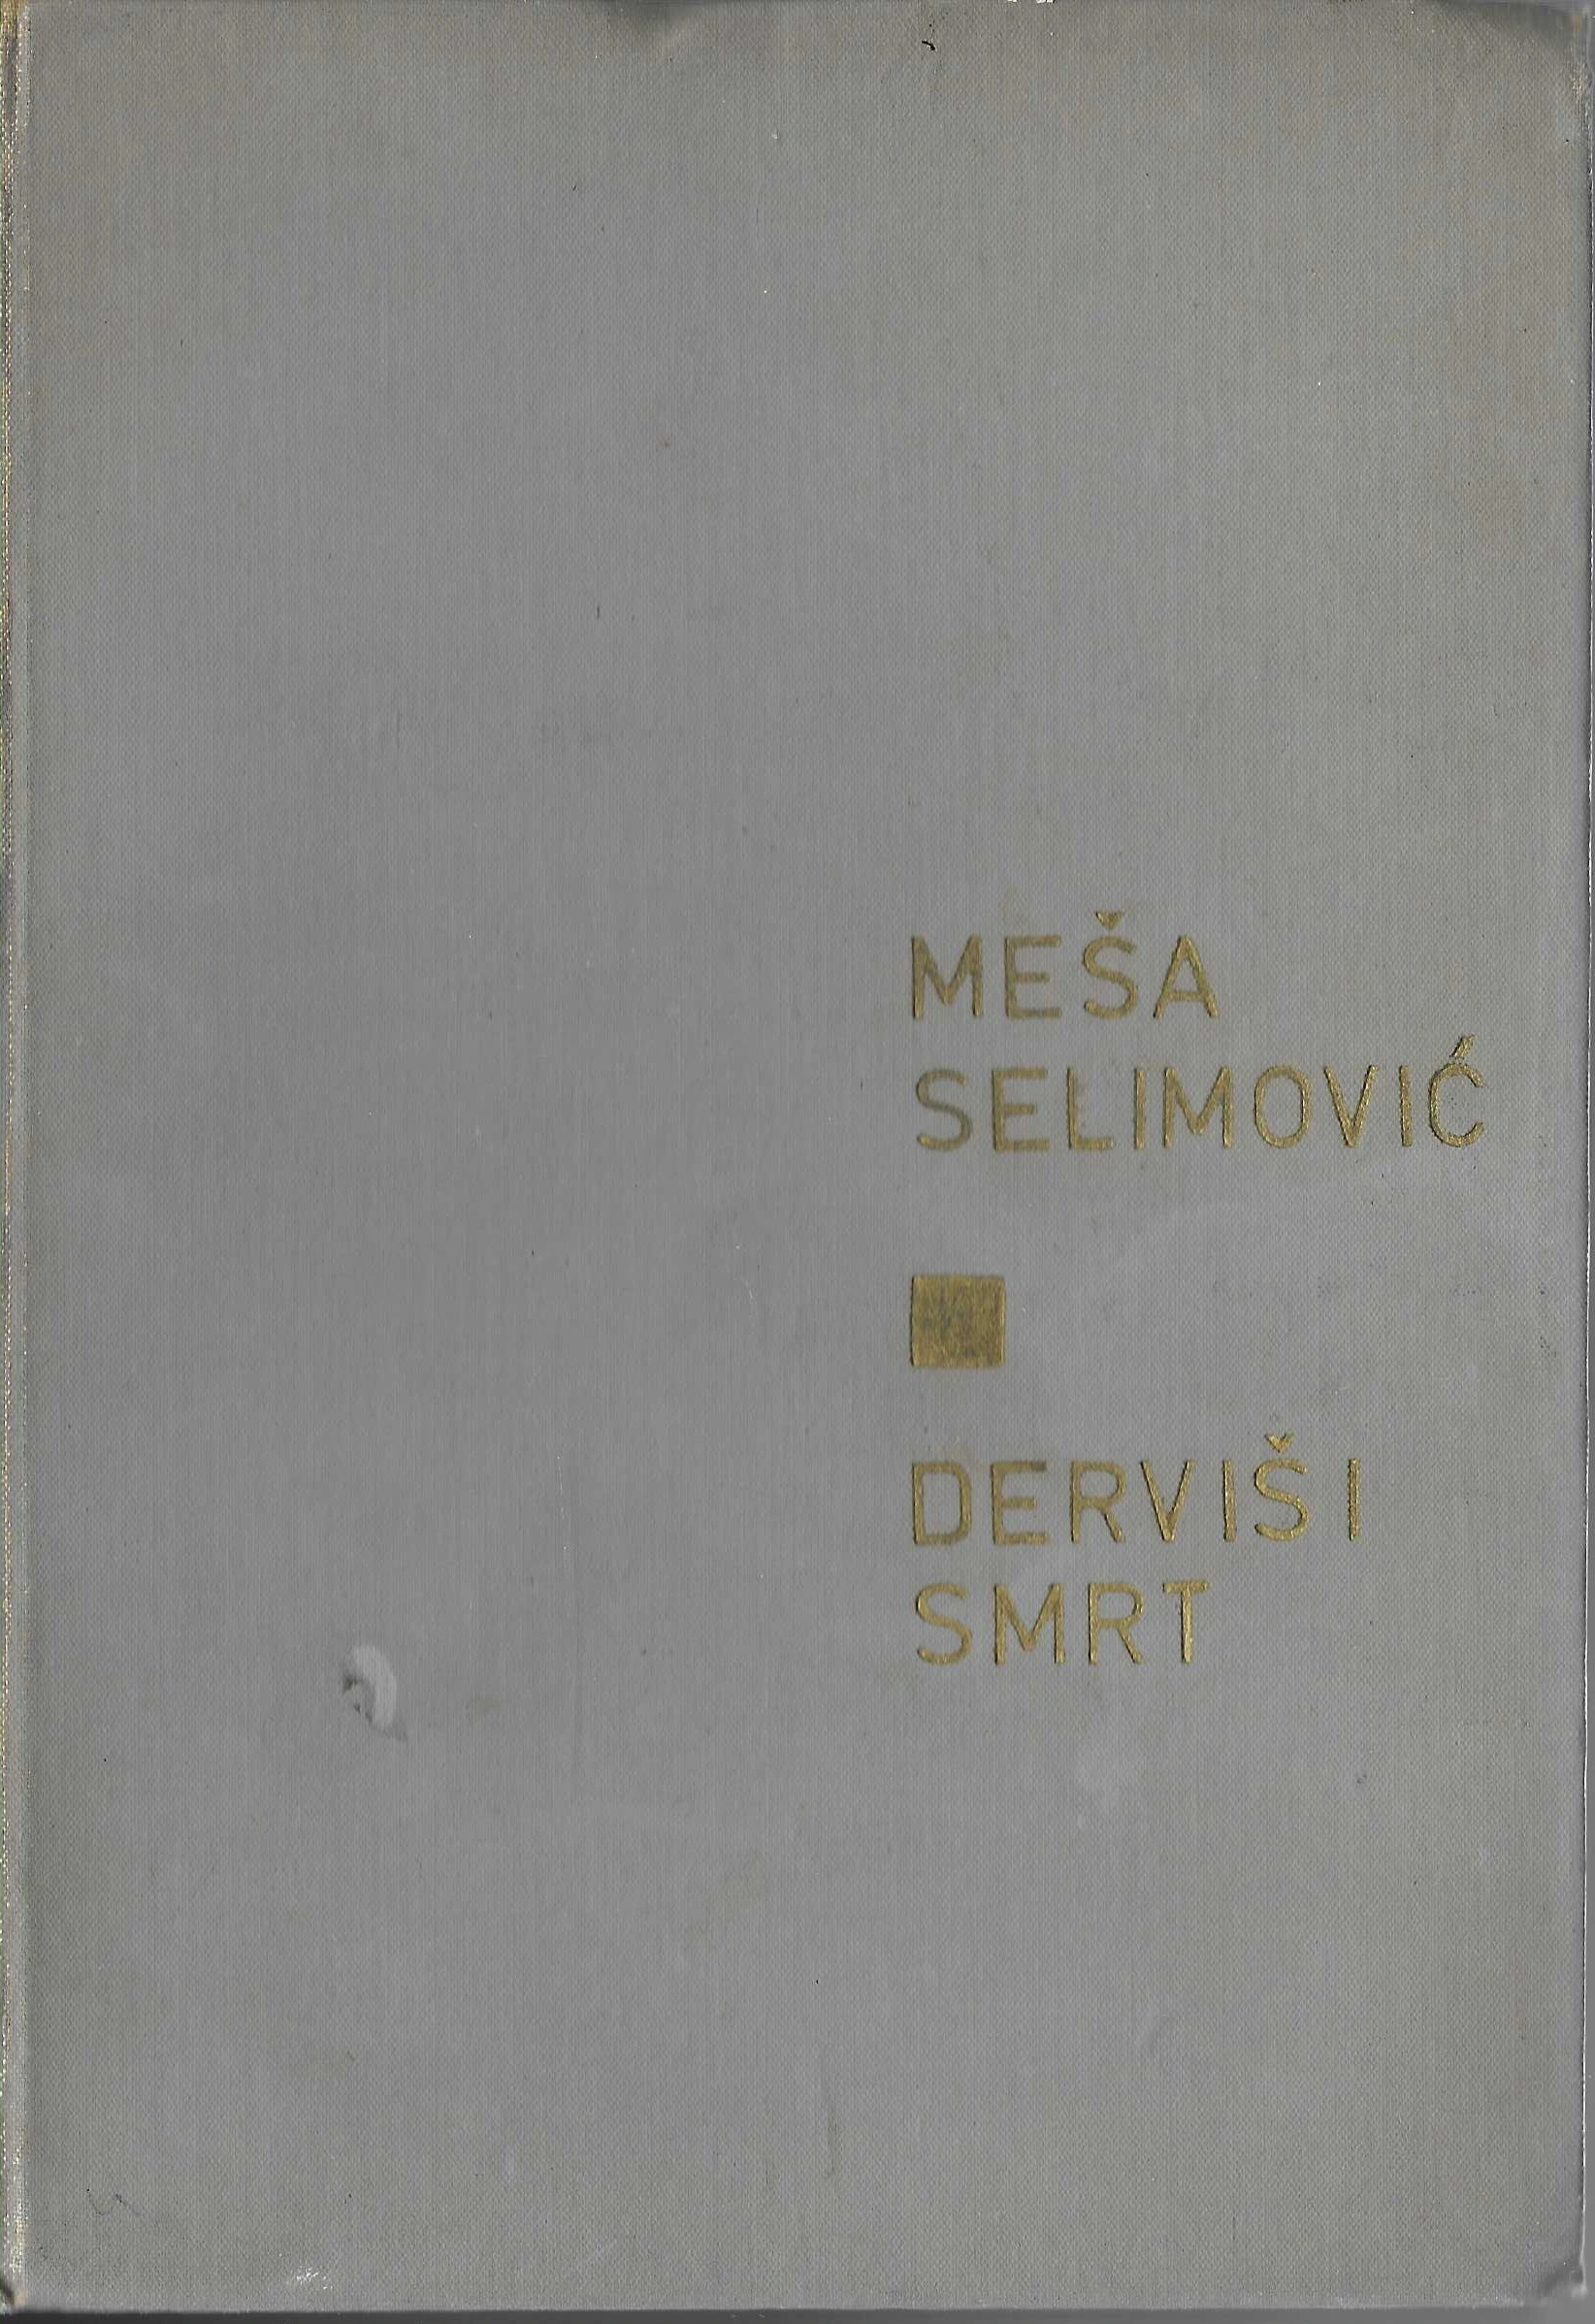 MEŠA
SELIMOVIĆ
DERVIŠ I
SMRT